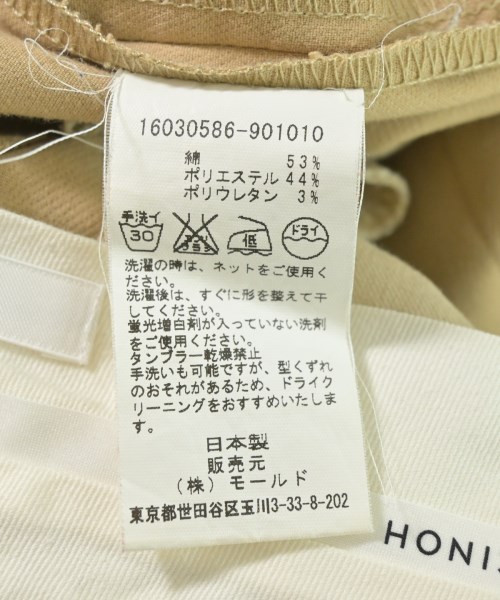 16030586-901010
綿 53%
ポリエステル 44%
ポリウレタン 3%
手洗イ 30 エンソサラシ 低 ドライ
洗濯の時は、ネットをご使用く
ださい。
洗濯後は、すぐに形を整えて干
してください。
蛍光増白剤が入っていない洗剤
をご使用ください。
タンブラー乾燥禁止
手洗いも可能ですが、型くずれ
のおそれがあるため、ドライク
リーニングをおすすめいたしま
す。
日本製
販売元
(株) モールド
東京都世田谷区玉川3-33-8-202
HONIS